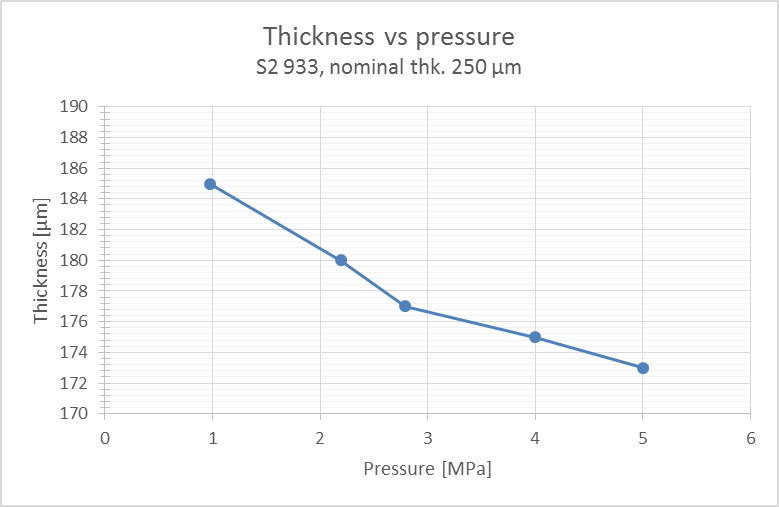 Thickness vs pressure
S2 933, nominal thk. 250 µm
190
188
186
184
182
180
178
176
174
172
170
Thickness [µm]
0 1 2 3 4 5 6
Pressure [MPa]